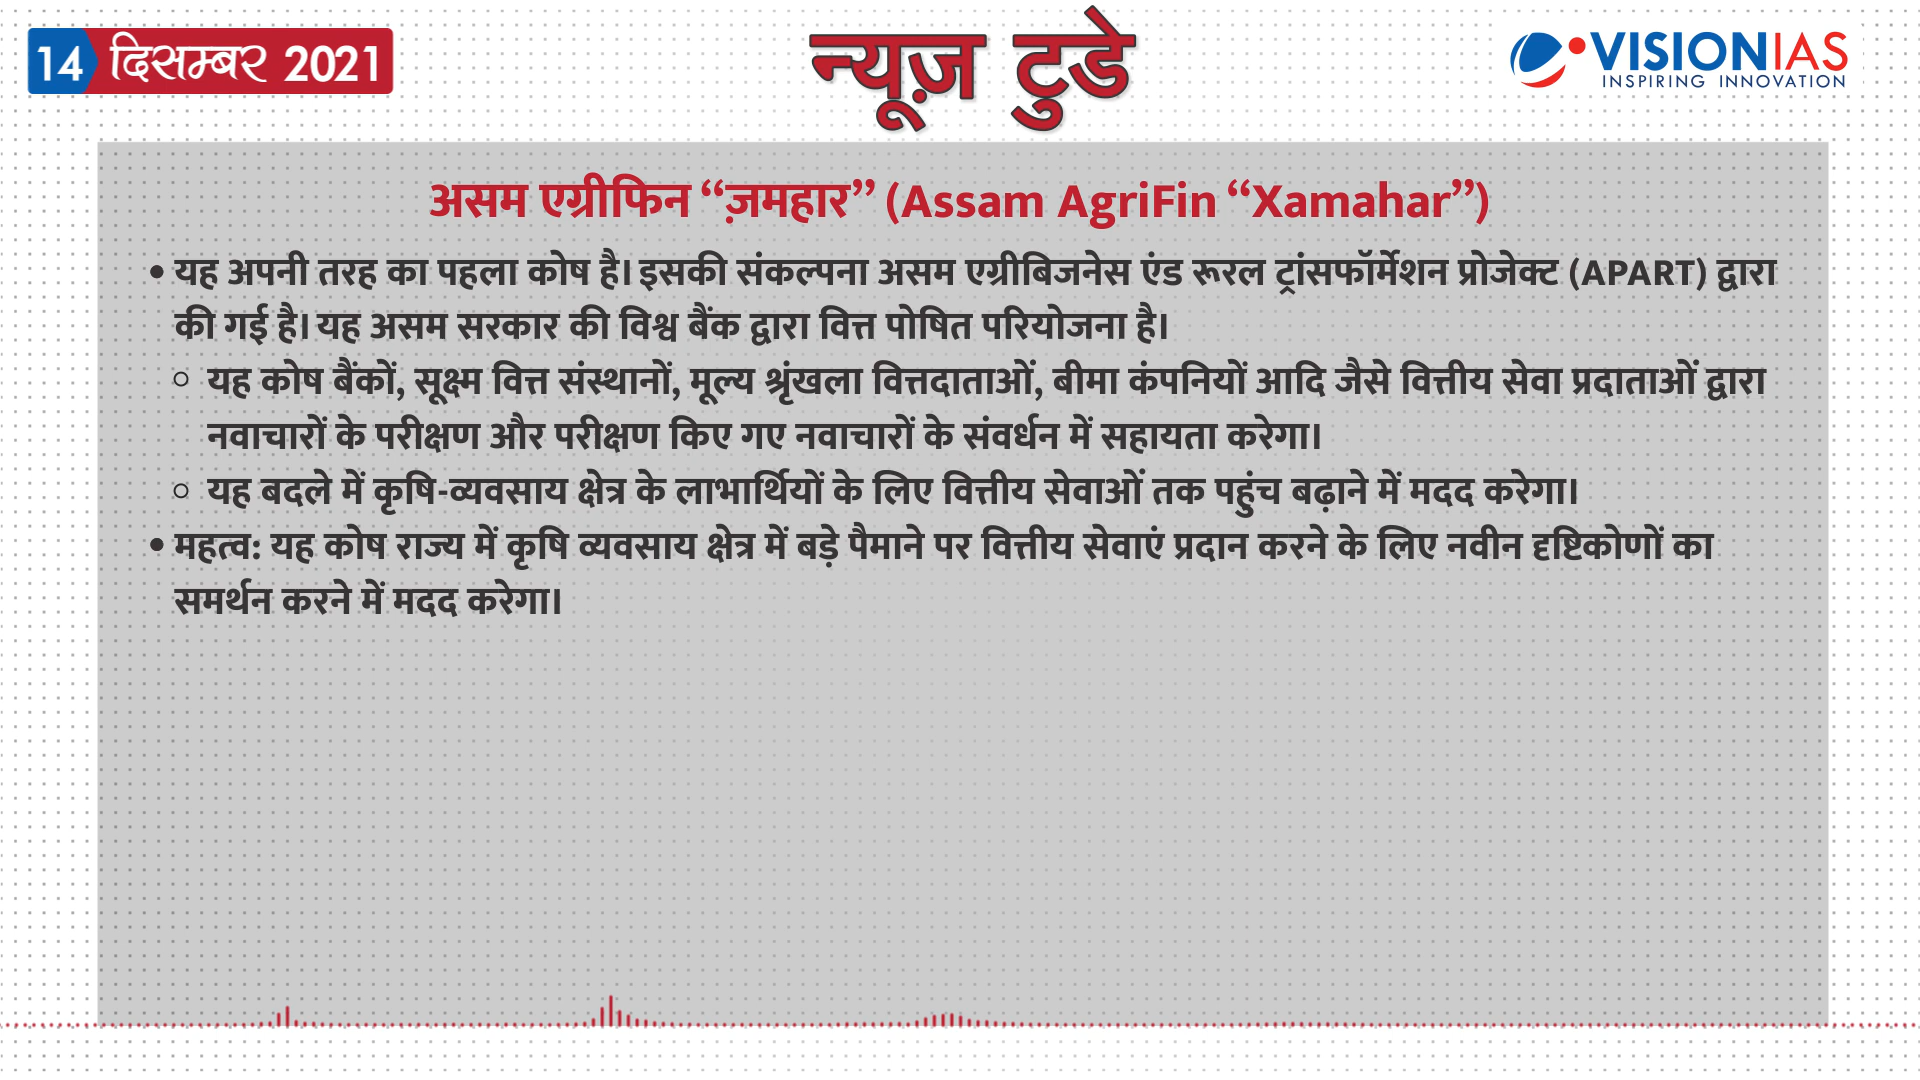 14 दिसम्बर 2021
न्यूज़ टुडे
VISIONIAS
INSPIRING INNOVATION
असम एग्रीफिन “ज़महार” (Assam AgriFin “Xamahar”)
• यह अपनी तरह का पहला कोष है। इसकी संकल्पना असम एग्रीबिजनेस एंड रूरल ट्रांसफॉर्मेशन प्रोजेक्ट (APART) द्वारा
की गई है। यह असम सरकार की विश्व बैंक द्वारा वित्त पोषित परियोजना है।
○ यह कोष बैंकों, सूक्ष्म वित्त संस्थानों, मूल्य श्रृंखला वित्तदाताओं, बीमा कंपनियों आदि जैसे वित्तीय सेवा प्रदाताओं द्वारा
नवाचारों के परीक्षण और परीक्षण किए गए नवाचारों के संवर्धन में सहायता करेगा।
○ यह बदले में कृषि-व्यवसाय क्षेत्र के लाभार्थियों के लिए वित्तीय सेवाओं तक पहुंच बढ़ाने में मदद करेगा।
• महत्व: यह कोष राज्य में कृषि व्यवसाय क्षेत्र में बड़े पैमाने पर वित्तीय सेवाएं प्रदान करने के लिए नवीन दृष्टिकोणों का
समर्थन करने में मदद करेगा।